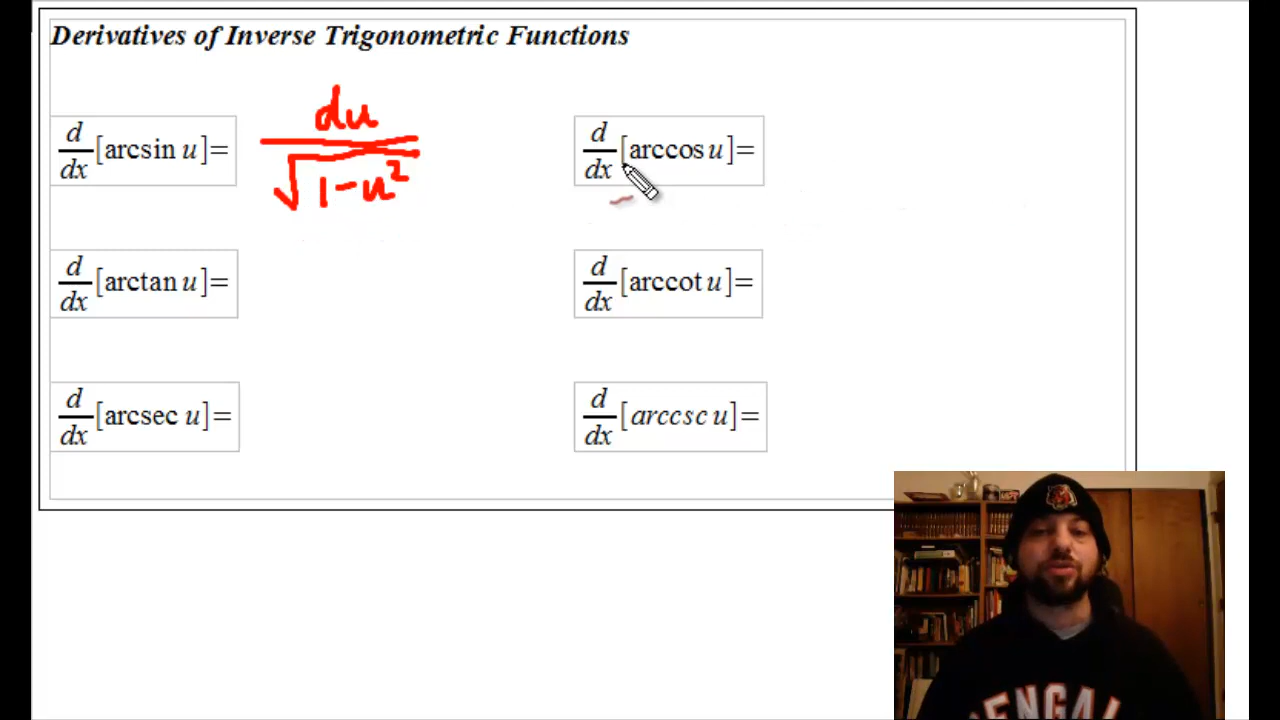 Derivatives of Inverse Trigonometric Functions
d/dx [arcsin u]= du/√1-u²
d/dx [arccos u]=
d/dx [arctan u]=
d/dx [arccot u]=
d/dx [arcsec u]=
d/dx [arccsc u]=
ENGAL